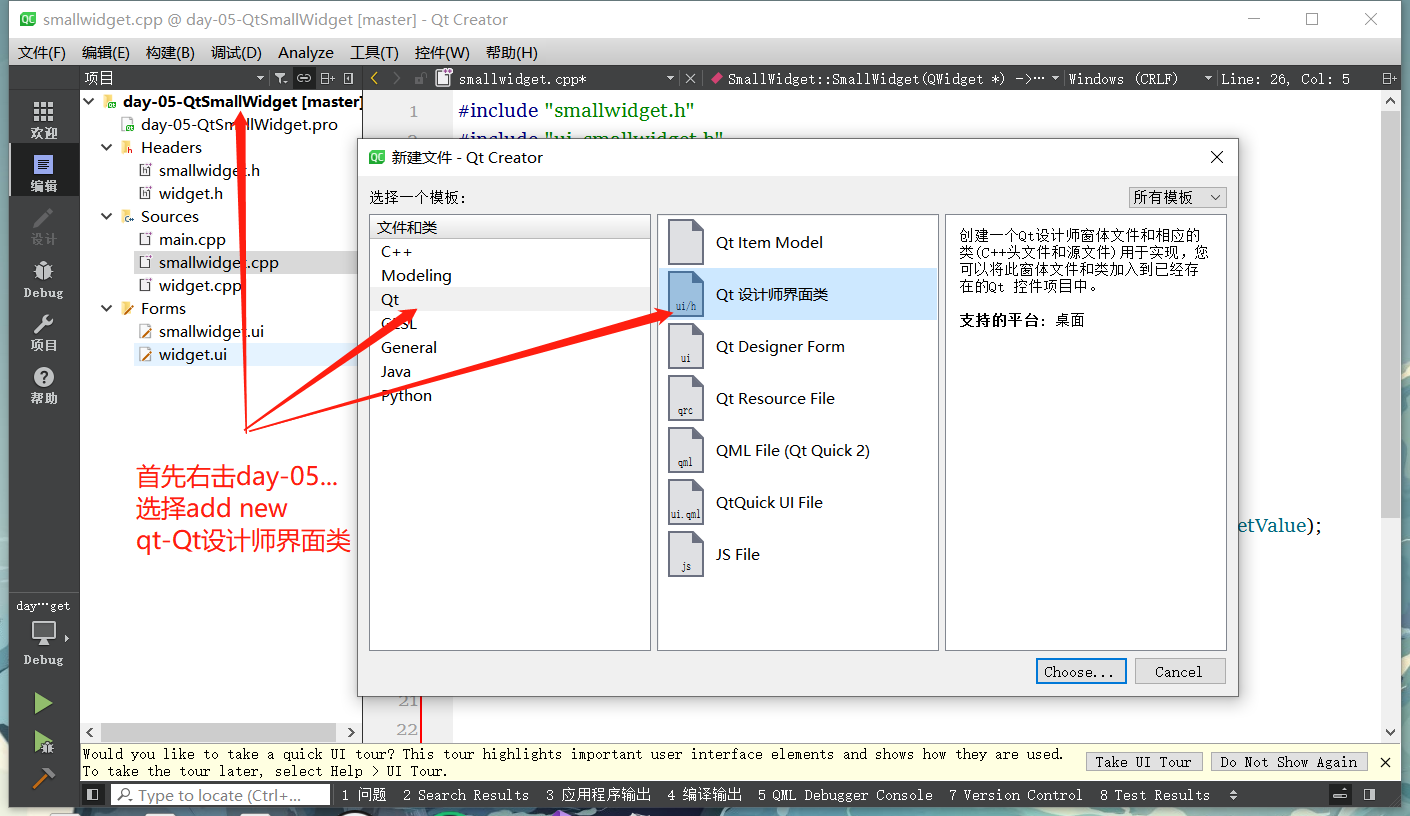 smallwidget.cpp @ day-05-QtSmallWidget [master] - Qt Creator
文件(F) 编辑(E) 构建(B) 调试(D) Analyze 工具(T) 控件(W) 帮助(H)
项目
smallwidget.cpp*
SmallWidget::SmallWidget(QWidget *) ->⋯
Windows (CRLF)
Line: 26, Col: 5
欢迎
编辑
设计
Debug
项目
帮助
day-05-QtSmallWidget [master]
day-05-QtSmallWidget.pro
Headers
smallwidget.h
widget.h
Sources
main.cpp
smallwidget.cpp
widget.cpp
Forms
smallwidget.ui
widget.ui
1 #include "smallwidget.h"
#include "ui_smallwidget.h"
新建文件 - Qt Creator
选择一个模板:
所有模板
文件和类
C++
Modeling
Qt
GLSL
General
Java
Python
Qt Item Model
ui/h Qt 设计师界面类
ui Qt Designer Form
qrc Qt Resource File
qml QML File (Qt Quick 2)
ui.qml QtQuick UI File
js JS File
创建一个Qt设计师窗体文件和相应的
类(C++头文件和源文件)用于实现，您
可以将此窗体文件和类加入到已经存
在的Qt 控件项目中。
支持的平台: 桌面
Choose...
Cancel
首先右击day-05...
选择add new
qt-Qt设计师界面类
etValue);
21
22
day⋯get
Debug
Would you like to take a quick UI tour? This tour highlights important user interface elements and shows how they are used.
To take the tour later, select Help > UI Tour.
Take UI Tour
Do Not Show Again
Type to locate (Ctrl+...
1 问题 2 Search Results 3 应用程序输出 4 编译输出 5 QML Debugger Console 7 Version Control 8 Test Results